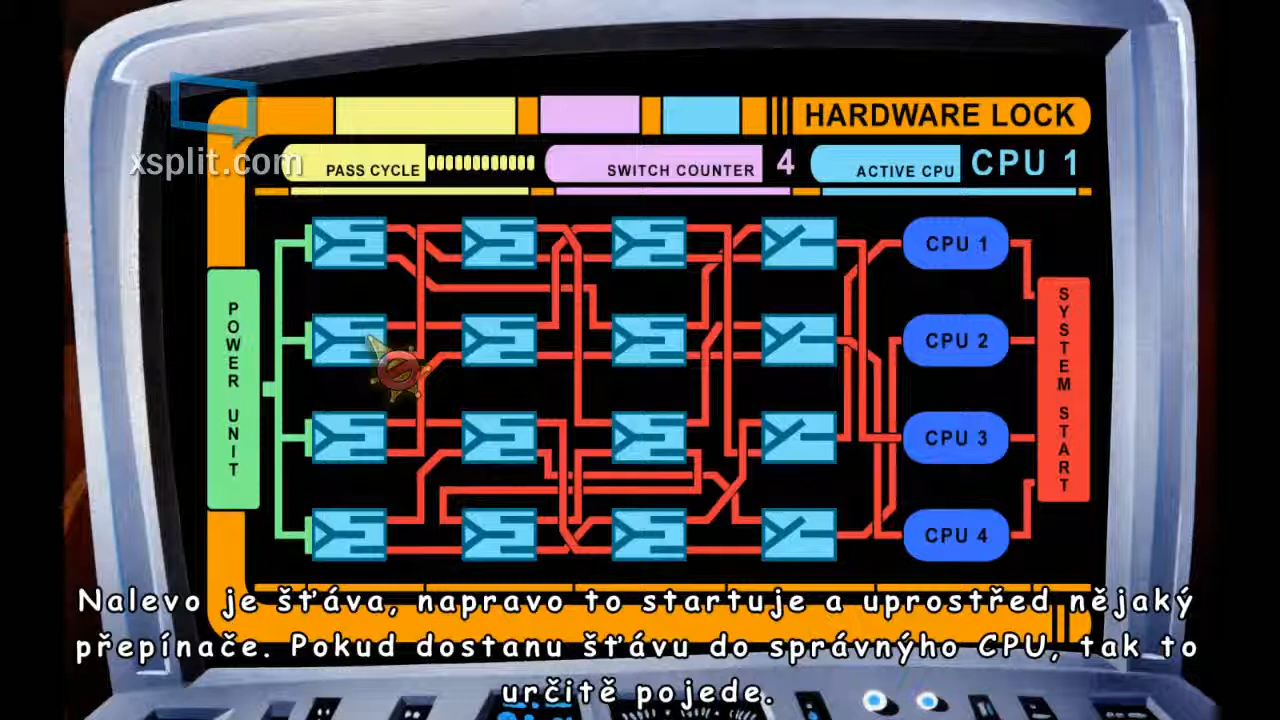 HARDWARE LOCK
xsplit.com
PASS CYCLE
SWITCH COUNTER 4
ACTIVE CPU CPU 1
POWER UNIT
CPU 1
CPU 2
CPU 3
CPU 4
SYSTEM START
Nalevo je šťáva, napravo to startuje a uprostřed nějaký
přepínače. Pokud dostanu šťávu do správnýho CPU, tak to
určitě pojede.